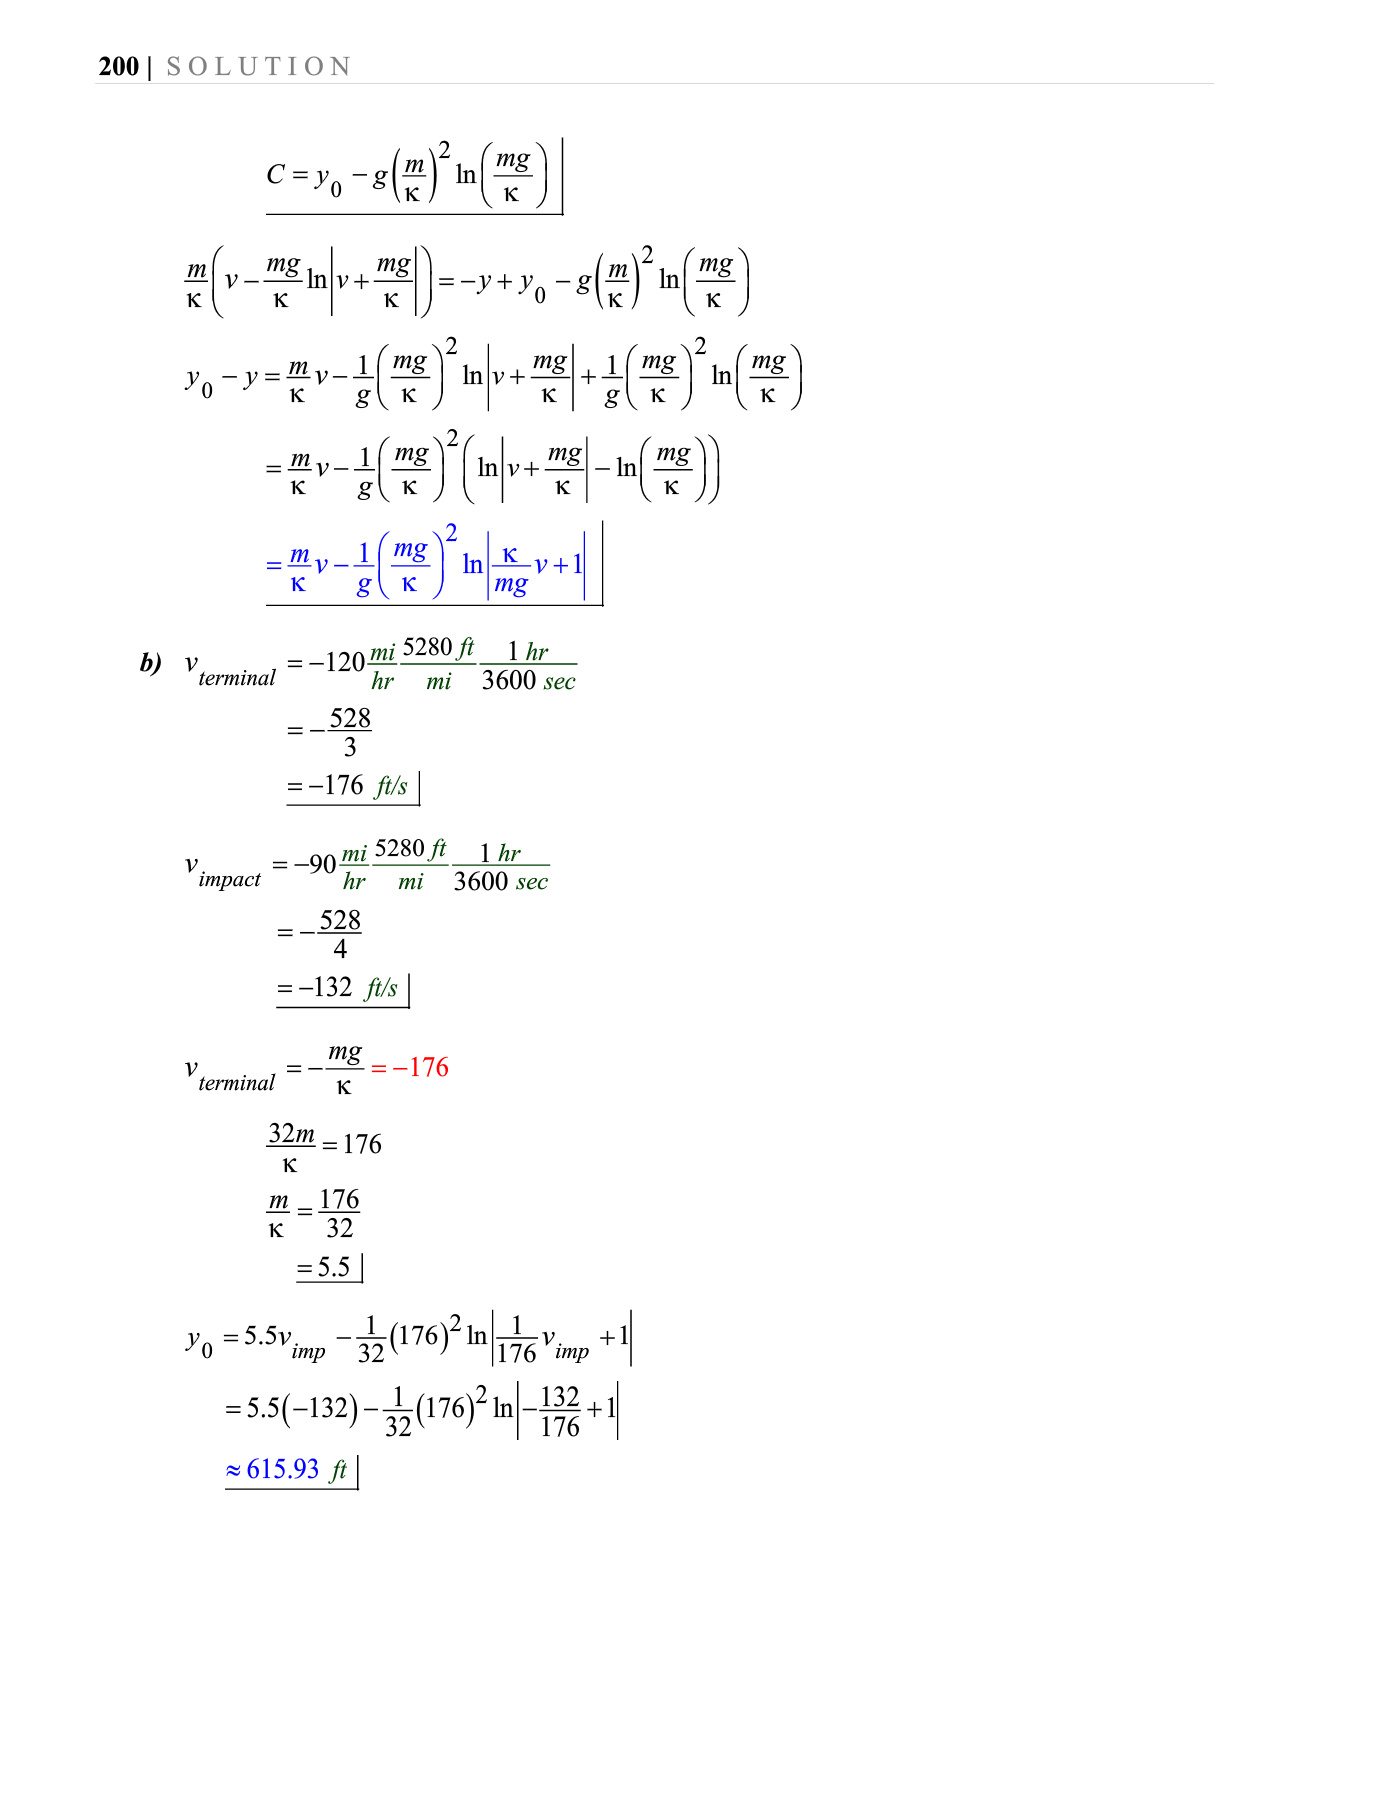 200 | SOLUTION
C = y₀ − g(m/κ)² ln(mg/κ)
m/κ (v − mg/κ ln|v + mg/κ|) = −y + y₀ − g(m/κ)² ln(mg/κ)
y₀ − y = m/κ v − 1/g (mg/κ)² ln|v + mg/κ| + 1/g (mg/κ)² ln(mg/κ)
= m/κ v − 1/g (mg/κ)² (ln|v + mg/κ| − ln(mg/κ))
= m/κ v − 1/g (mg/κ)² ln|κ/mg v + 1|
b) v_terminal = −120 mi/hr 5280 ft/mi 1 hr/3600 sec
= −528/3
= −176 ft/s
v_impact = −90 mi/hr 5280 ft/mi 1 hr/3600 sec
= −528/4
= −132 ft/s
v_terminal = −mg/κ = −176
32m/κ = 176
m/κ = 176/32
= 5.5
y₀ = 5.5v_imp − 1/32 (176)² ln|1/176 v_imp + 1|
= 5.5(−132) − 1/32 (176)² ln|−132/176 + 1|
≈ 615.93 ft